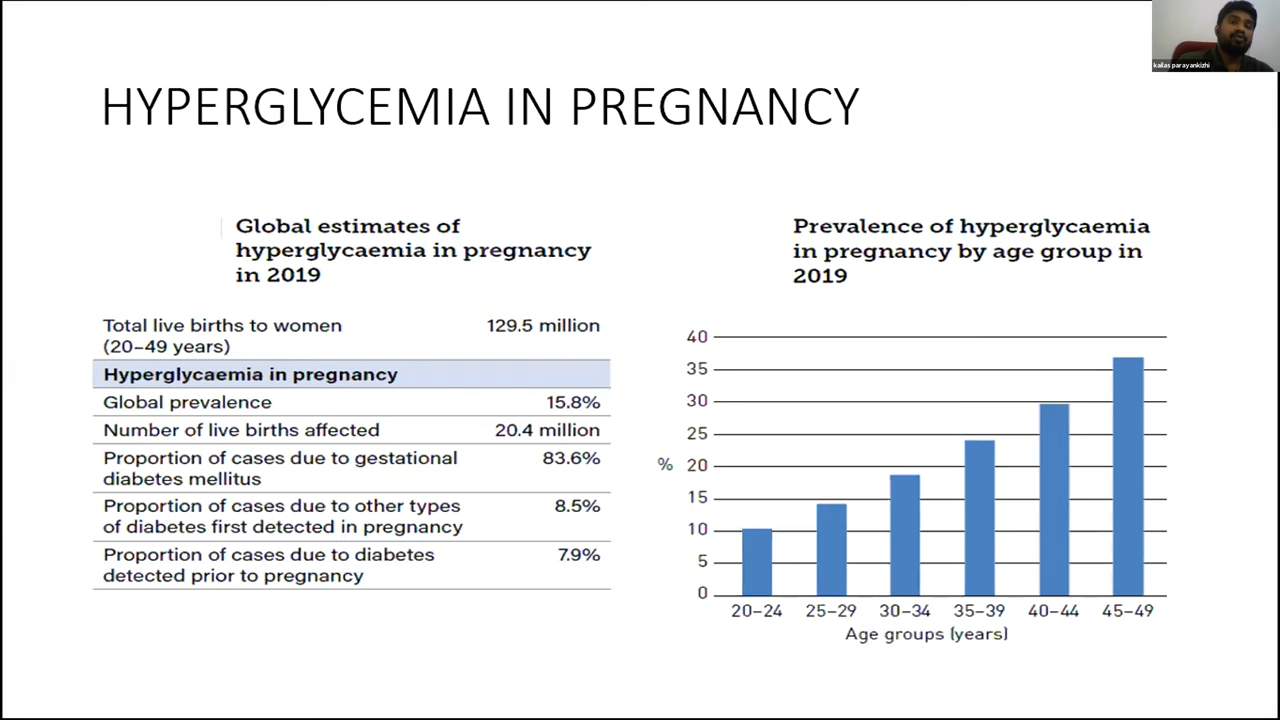 kailas parayankizhi
HYPERGLYCEMIA IN PREGNANCY
Global estimates of
hyperglycaemia in pregnancy
in 2019
Total live births to women 129.5 million
(20–49 years)
Hyperglycaemia in pregnancy
Global prevalence 15.8%
Number of live births affected 20.4 million
Proportion of cases due to gestational 83.6%
diabetes mellitus
Proportion of cases due to other types 8.5%
of diabetes first detected in pregnancy
Proportion of cases due to diabetes 7.9%
detected prior to pregnancy
Prevalence of hyperglycaemia
in pregnancy by age group in
2019
40
35
30
25
% 20
15
10
5
0
20–24 25–29 30–34 35–39 40–44 45–49
Age groups (years)